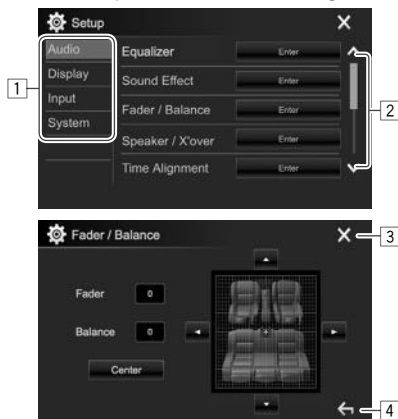 Setup
Audio
Equalizer Enter
Display
Sound Effect Enter
1
Input
Fader / Balance Enter
2
System
Speaker / X'over Enter
Time Alignment Enter
Fader / Balance
3
Fader 0
Balance 0
Center
4